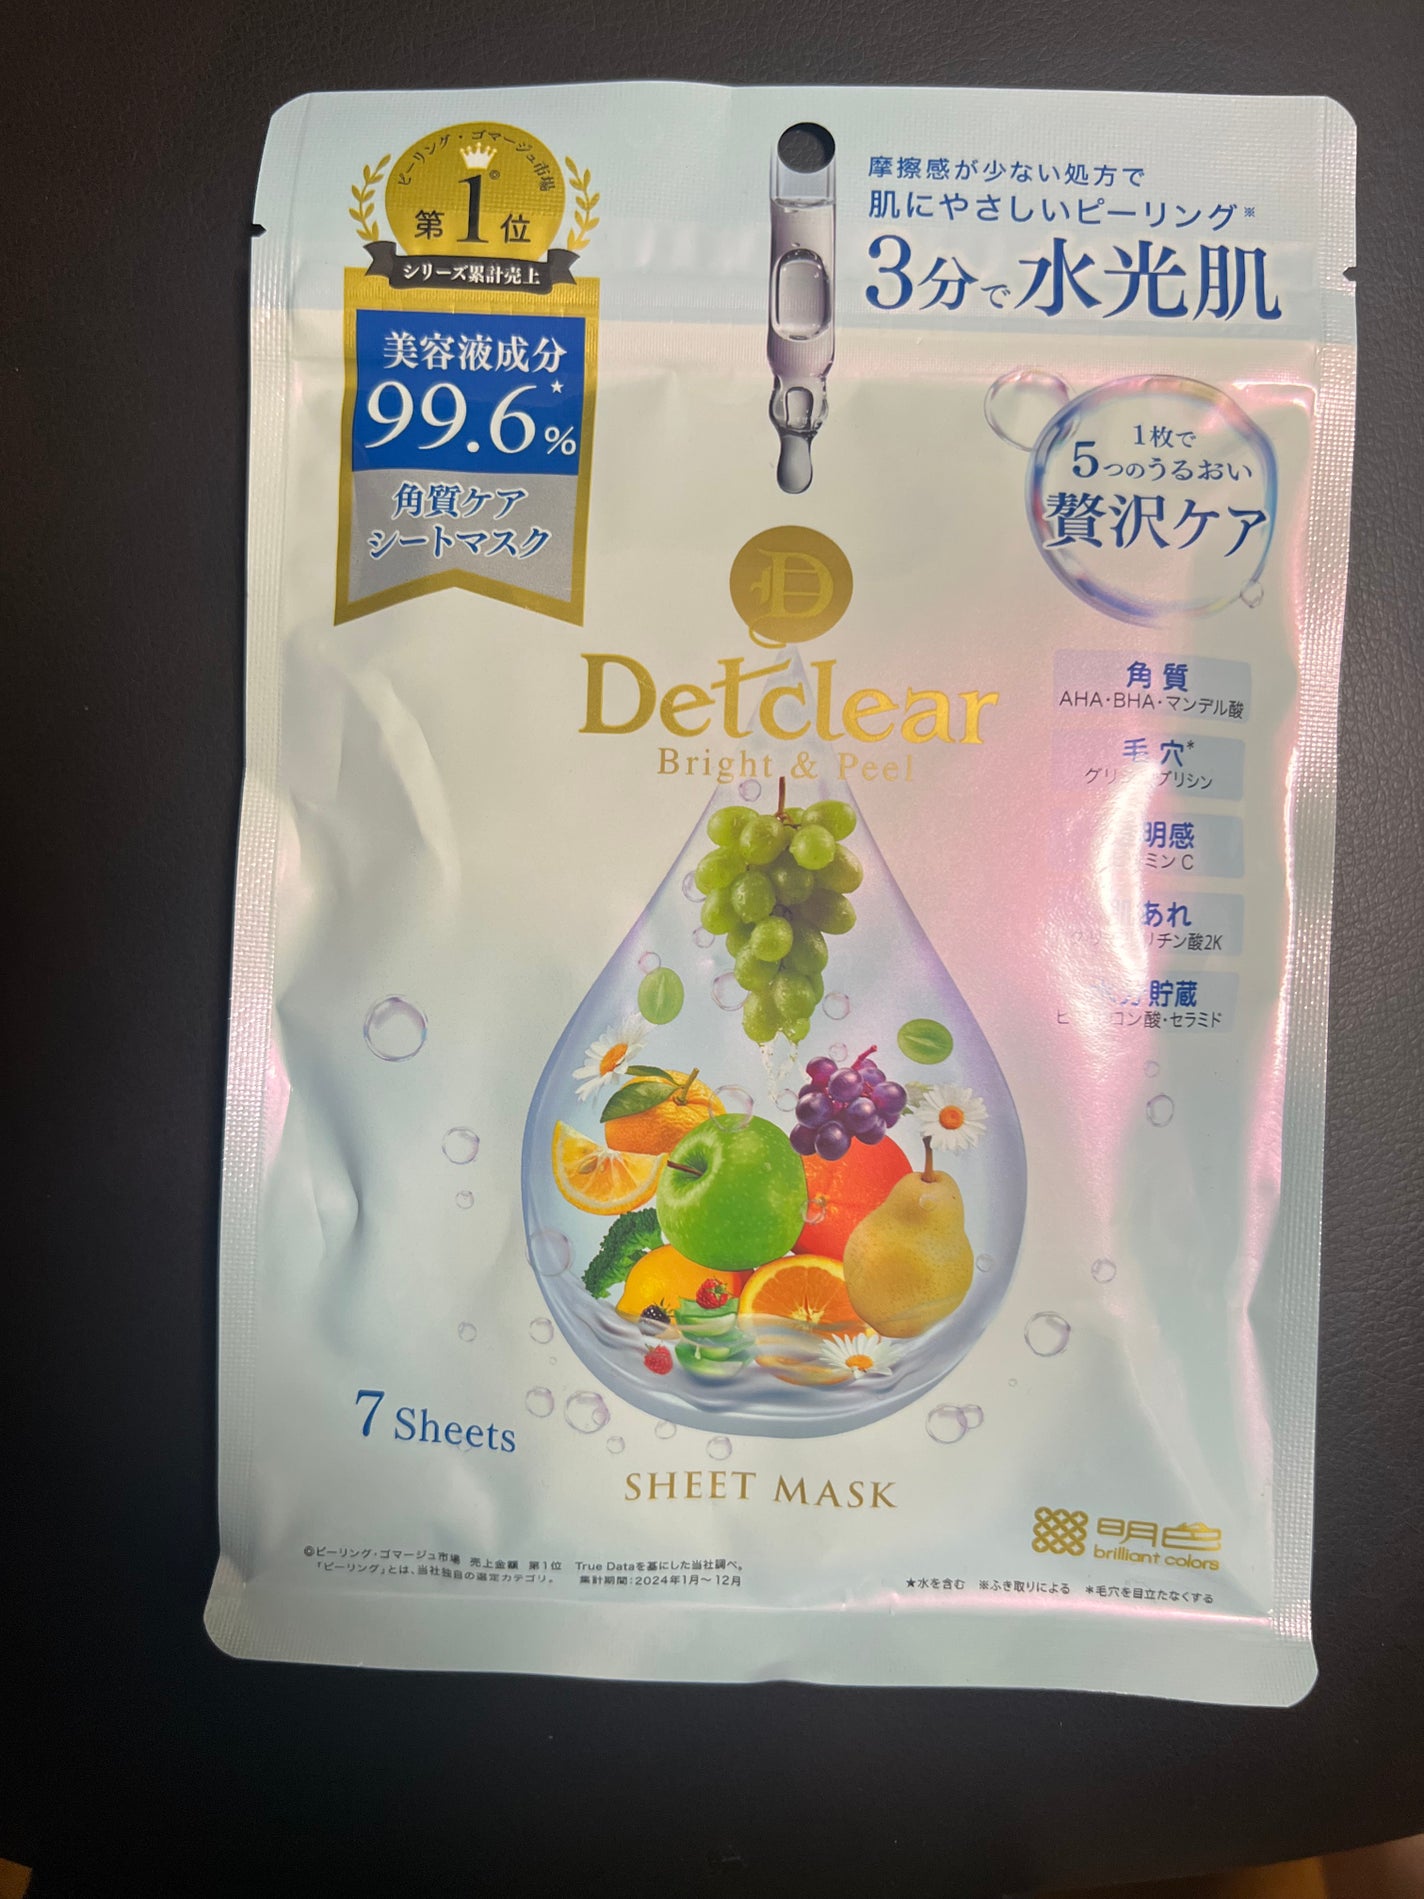 ピーリング・ゴマージュ市場
第1◎位
シリーズ累計売上
美容液成分
99.6★%
角質ケア
シートマスク
摩擦感が少ない処方で
肌にやさしいピーリング※
3分で水光肌
1枚で
5つのうるおい
贅沢ケア
D
Detclear
Bright & Peel
角質
AHA・BHA・マンデル酸
毛穴*
明感
ミンC
あれ
チン酸2K
貯蔵
コン酸・セラミド
7 Sheets
SHEET MASK
明色
brilliant colors
◎ピーリング・ゴマージュ市場 売上金額 第1位 True Dataを基にした当社調べ。
「ピーリング」とは、当社独自の選定カテゴリ。 集計期間：2024年1月～12月
★水を含む ※ふき取りによる *毛穴を目立たなくする